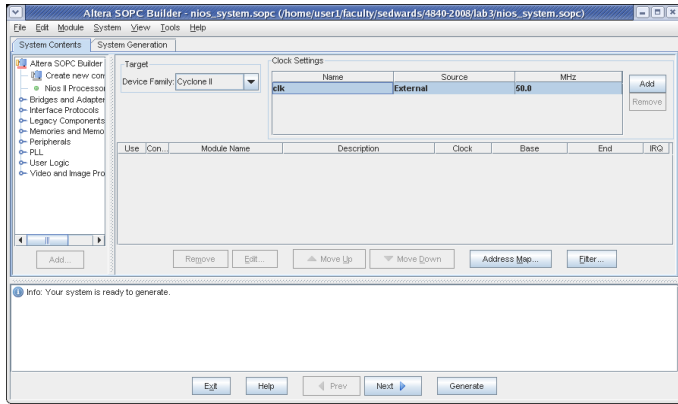 Altera SOPC Builder - nios_system.sopc (/home/user1/faculty/sedwards/4840-2008/lab3/nios_system.sopc)
File Edit Module System View Tools Help
System Contents System Generation
Altera SOPC Builder
Create new com
Nios II Processor
Bridges and Adapter
Interface Protocols
Legacy Components
Memories and Memo
Peripherals
PLL
User Logic
Video and Image Pro
Add...
Target
Device Family: Cyclone II
Clock Settings
Name Source MHz
clk External 50.0
Add
Remove
Use Con... Module Name Description Clock Base End IRQ
Remove Edit... Move Up Move Down Address Map... Filter...
Info: Your system is ready to generate.
Exit Help Prev Next Generate